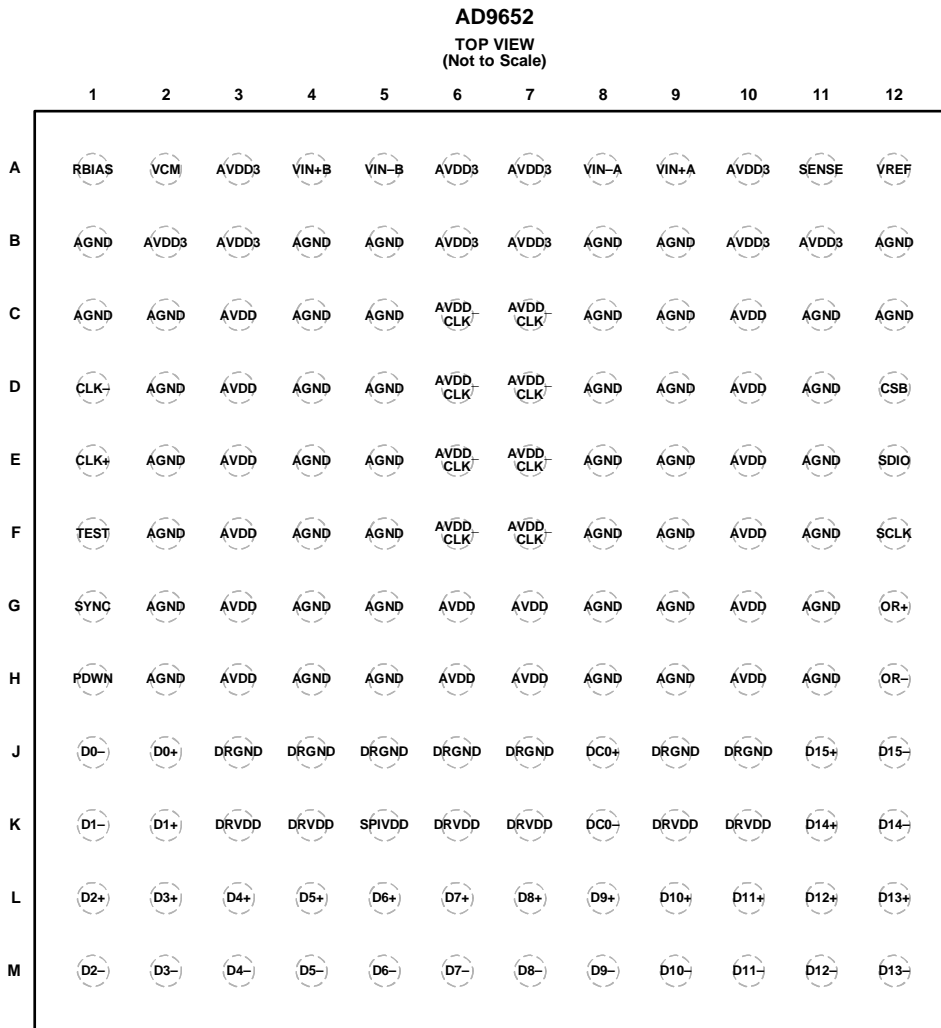 AD9652
TOP VIEW
(Not to Scale)
1 2 3 4 5 6 7 8 9 10 11 12
A RBIAS VCM AVDD3 VIN+B VIN–B AVDD3 AVDD3 VIN–A VIN+A AVDD3 SENSE VREF
B AGND AVDD3 AVDD3 AGND AGND AVDD3 AVDD3 AGND AGND AVDD3 AVDD3 AGND
C AGND AGND AVDD AGND AGND AVDD_CLK AVDD_CLK AGND AGND AVDD AGND AGND
D CLK– AGND AVDD AGND AGND AVDD_CLK AVDD_CLK AGND AGND AVDD AGND CSB
E CLK+ AGND AVDD AGND AGND AVDD_CLK AVDD_CLK AGND AGND AVDD AGND SDIO
F TEST AGND AVDD AGND AGND AVDD_CLK AVDD_CLK AGND AGND AVDD AGND SCLK
G SYNC AGND AVDD AGND AGND AVDD AVDD AGND AGND AVDD AGND OR+
H PDWN AGND AVDD AGND AGND AVDD AVDD AGND AGND AVDD AGND OR–
J D0– D0+ DRGND DRGND DRGND DRGND DRGND DC0+ DRGND DRGND D15+ D15–
K D1– D1+ DRVDD DRVDD SPIVDD DRVDD DRVDD DC0– DRVDD DRVDD D14+ D14–
L D2+ D3+ D4+ D5+ D6+ D7+ D8+ D9+ D10+ D11+ D12+ D13+
M D2– D3– D4– D5– D6– D7– D8– D9– D10– D11– D12– D13–